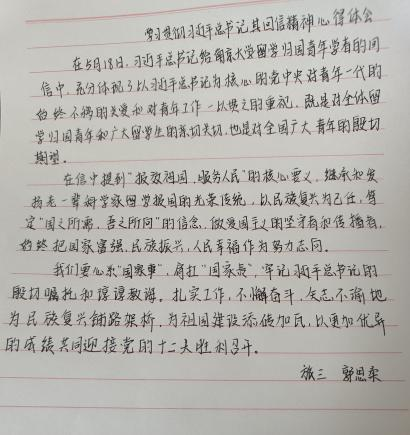 学习贯彻习近平总书记其回信精神心得体会
在5月18日，习近平总书记给南京大学留学归国青年学者的回
信中，充分体现了以习近平总书记为核心的党中央对青年一代的
始终不渝的关爱和对青年工作一以贯之的重视，既是对全体留
学归国青年和广大留学生的亲切关切，也是对全国广大青年的殷切
期望。
在信中提到"报效祖国，服务人民"的核心要义，继承和发
扬老一辈科学家留学报国的光荣传统，以民族复兴为己任，笃
定"国之所需，吾之所向"的信念，做爱国主义的坚守者和传播者，
始终把国家富强，民族振兴，人民幸福作为努力志向。
我们要心系"国家事"，肩扛"国家责"，牢记习近平总书记的
殷切嘱托和谆谆教诲。扎实工作，不懈奋斗，矢志不渝地
为民族复兴铺路架桥，为祖国建设添砖加瓦，以更加优异
的成绩共同迎接党的十二大胜利召开。
旅三 郭思柔